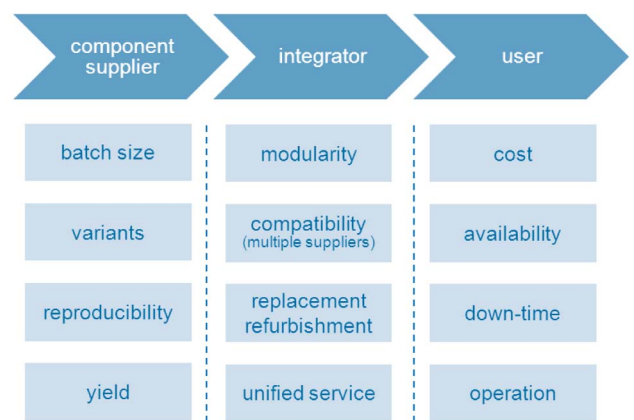 component
supplier
integrator
user
batch size
modularity
cost
variants
compatibility
(multiple suppliers)
availability
reproducibility
replacement
refurbishment
down-time
yield
unified service
operation